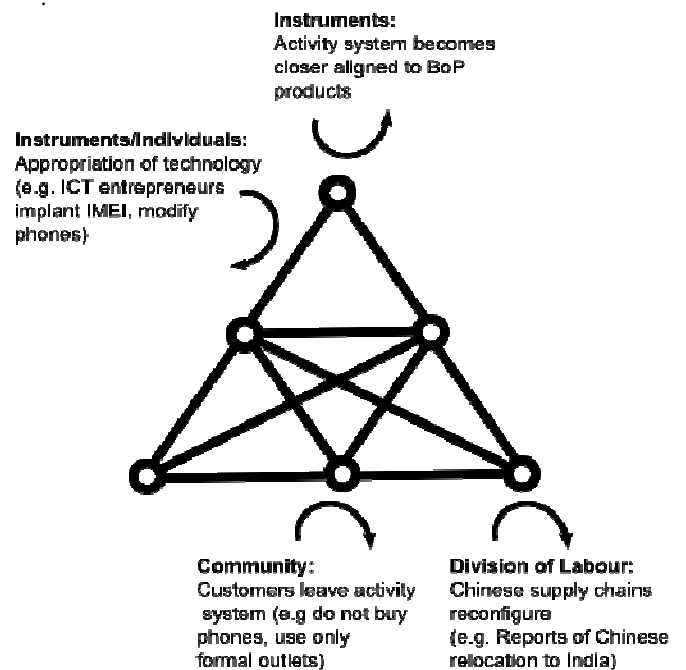 Instruments:
Activity system becomes
closer aligned to BoP
products
Instruments/Individuals:
Appropriation of technology
(e.g. ICT entrepreneurs
implant IMEI, modify
phones)
Community:
Customers leave activity
system (e.g do not buy
phones, use only
formal outlets)
Division of Labour:
Chinese supply chains
reconfigure
(e.g. Reports of Chinese
relocation to India)